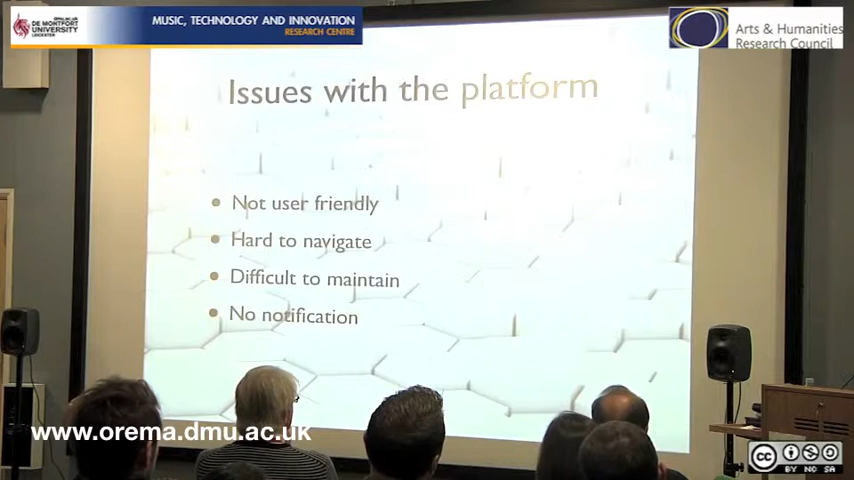 DE MONTFORT
UNIVERSITY
LEICESTER
MUSIC, TECHNOLOGY AND INNOVATION
RESEARCH CENTRE
Arts & Humanities
Research Council
Issues with the platform
Not user friendly
Hard to navigate
Difficult to maintain
No notification
www.orema.dmu.ac.uk
cc
BY NC SA